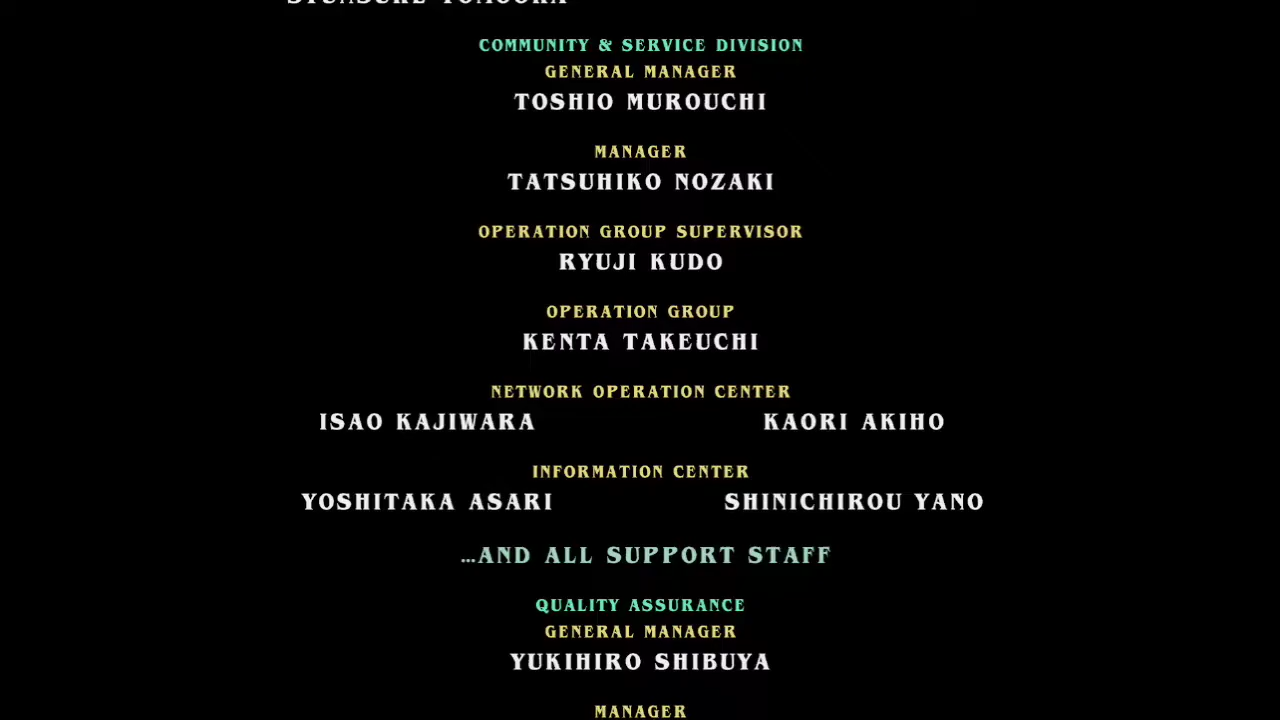 COMMUNITY & SERVICE DIVISION
GENERAL MANAGER
TOSHIO MUROUCHI
MANAGER
TATSUHIKO NOZAKI
OPERATION GROUP SUPERVISOR
RYUJI KUDO
OPERATION GROUP
KENTA TAKEUCHI
NETWORK OPERATION CENTER
ISAO KAJIWARA KAORI AKIHO
INFORMATION CENTER
YOSHITAKA ASARI SHINICHIROU YANO
...AND ALL SUPPORT STAFF
QUALITY ASSURANCE
GENERAL MANAGER
YUKIHIRO SHIBUYA
MANAGER